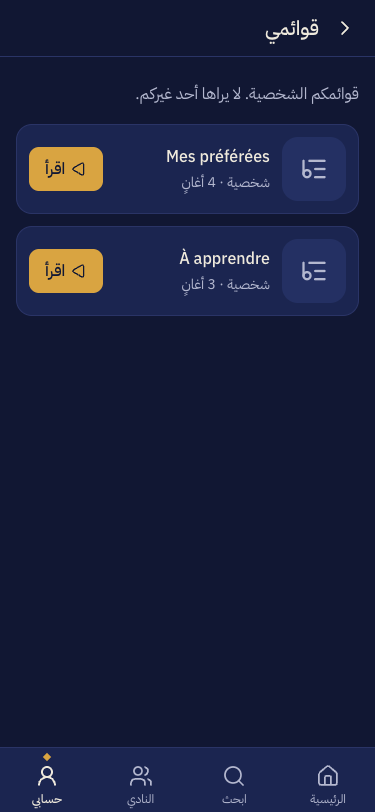 قوائمي
قوائمكم الشخصية. لا يراها أحد غيركم.
Mes préférées
شخصية · 4 أغانٍ
اقرأ
À apprendre
شخصية · 3 أغانٍ
اقرأ
الرئيسية
ابحث
النادي
حسابي